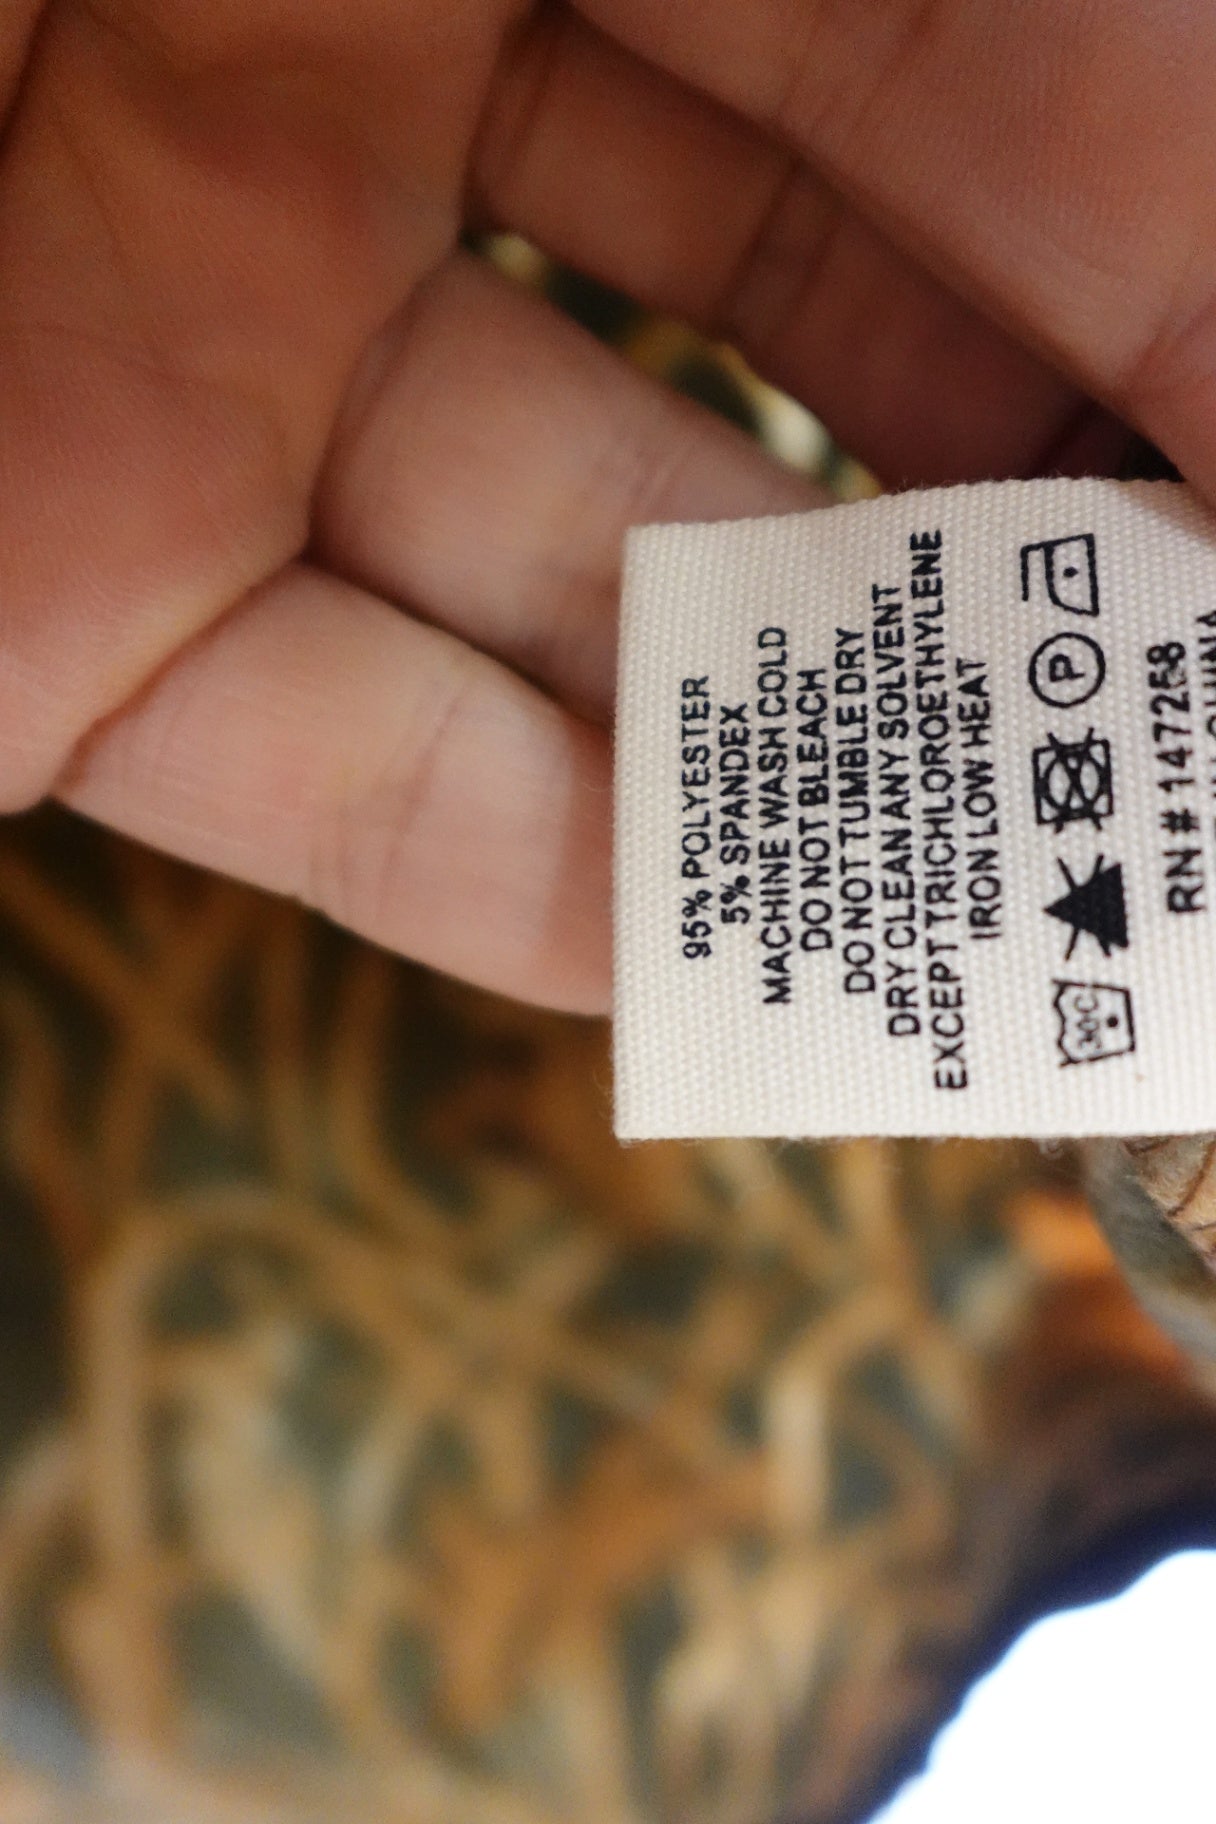 95% POLYESTER
5% SPANDEX
MACHINE WASH COLD
DO NOT BLEACH
DO NOT TUMBLE DRY
DRY CLEAN ANY SOLVENT
EXCEPT TRICHLOROETHYLENE
IRON LOW HEAT
30C P
RN # 147258